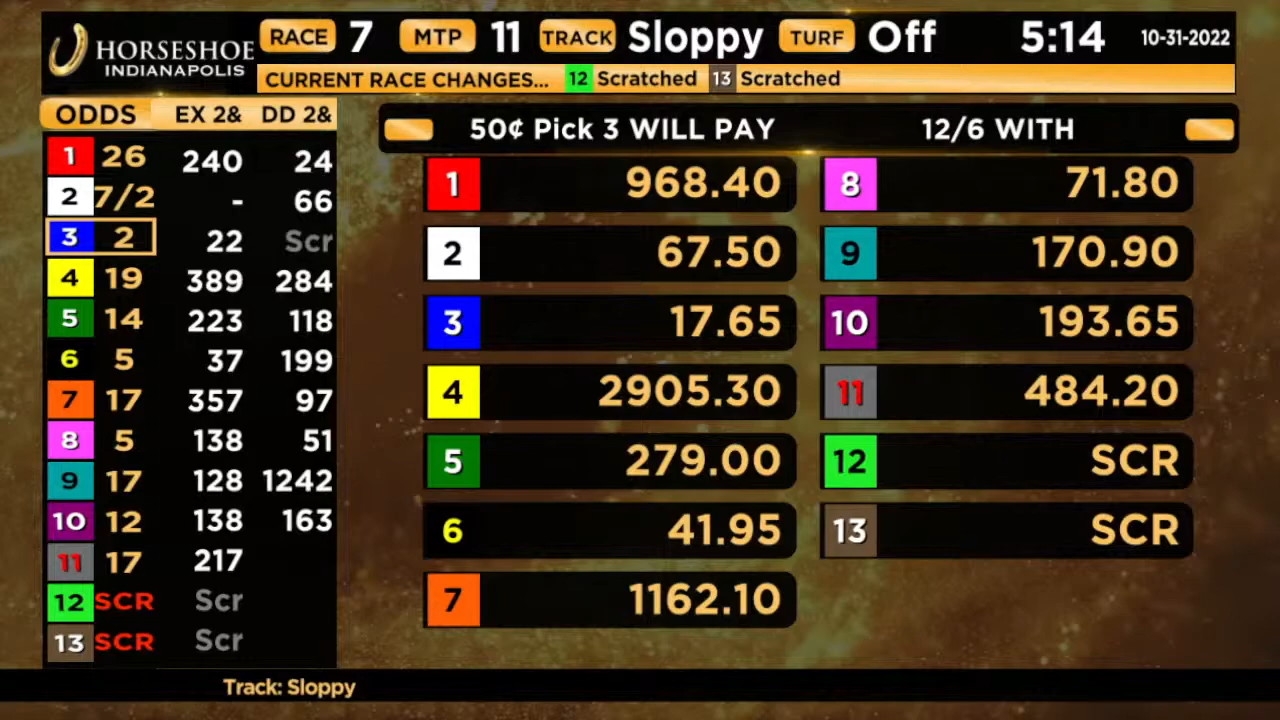 HORSESHOE
INDIANAPOLIS
RACE 7 MTP 11 TRACK Sloppy TURF Off 5:14 10-31-2022
CURRENT RACE CHANGES... 12 Scratched 13 Scratched
ODDS EX 2& DD 2&
1 26 240 24
2 7/2 - 66
3 2 22 Scr
4 19 389 284
5 14 223 118
6 5 37 199
7 17 357 97
8 5 138 51
9 17 128 1242
10 12 138 163
11 17 217
12 SCR Scr
13 SCR Scr
50¢ Pick 3 WILL PAY 12/6 WITH
1 968.40
2 67.50
3 17.65
4 2905.30
5 279.00
6 41.95
7 1162.10
8 71.80
9 170.90
10 193.65
11 484.20
12 SCR
13 SCR
Track: Sloppy